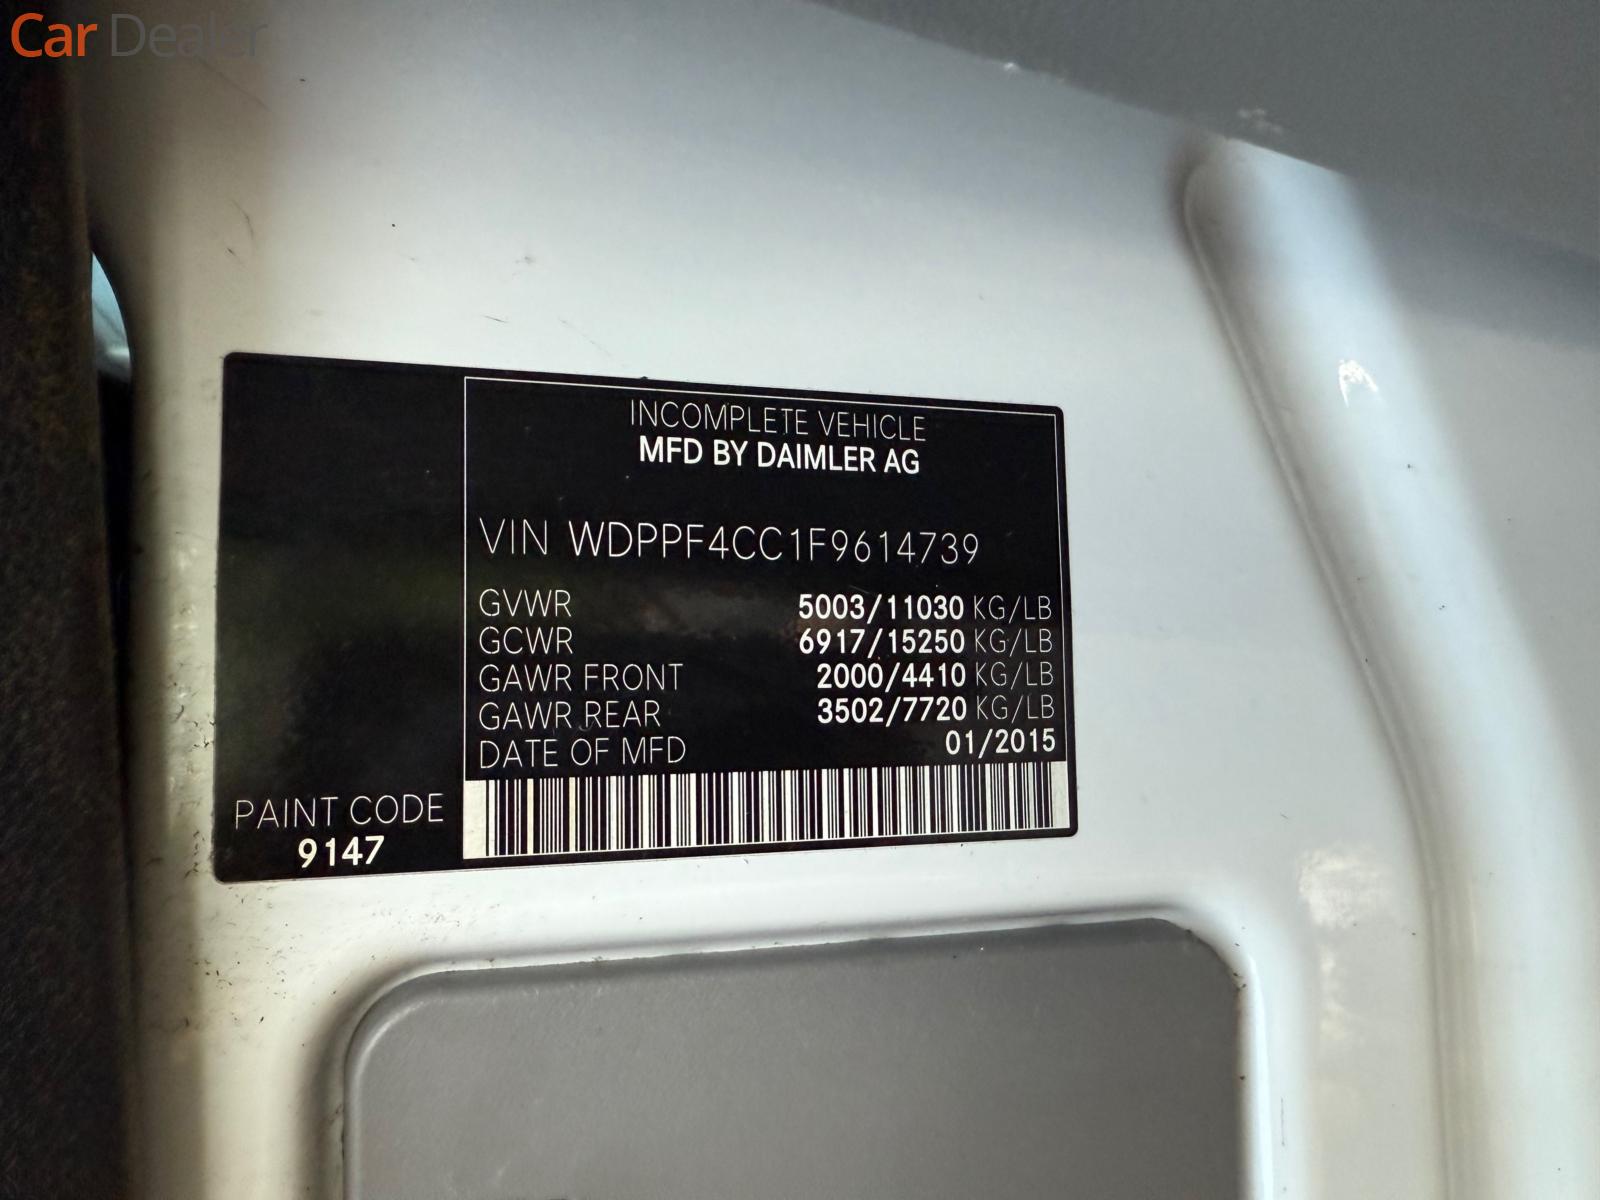 Car Dealer
INCOMPLETE VEHICLE
MFD BY DAIMLER AG
VIN WDPPF4CC1F9614739
GVWR 5003/11030 KG/LB
GCWR 6917/15250 KG/LB
GAWR FRONT 2000/4410 KG/LB
GAWR REAR 3502/7720 KG/LB
DATE OF MFD 01/2015
PAINT CODE
9147